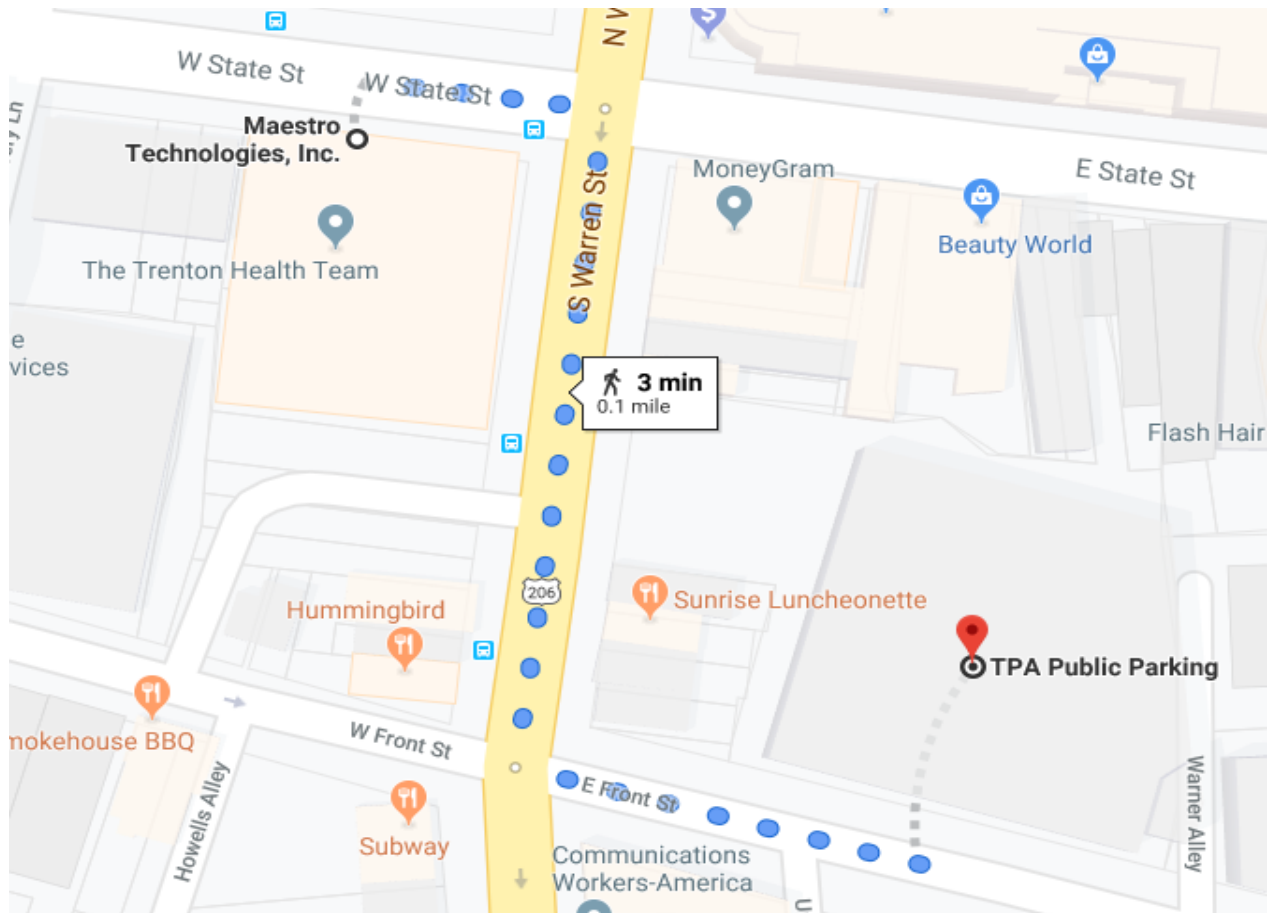 N W
W State St
W State St
Maestro
Technologies, Inc.
ry Ln
E State St
MoneyGram
S Warren St
Beauty World
The Trenton Health Team
e
vices
3 min
0.1 mile
Flash Hair
206
Hummingbird
Sunrise Luncheonette
TPA Public Parking
W Front St
mokehouse BBQ
E Front St
Howells Alley
Warner Alley
Subway
Communications
Workers-America
U